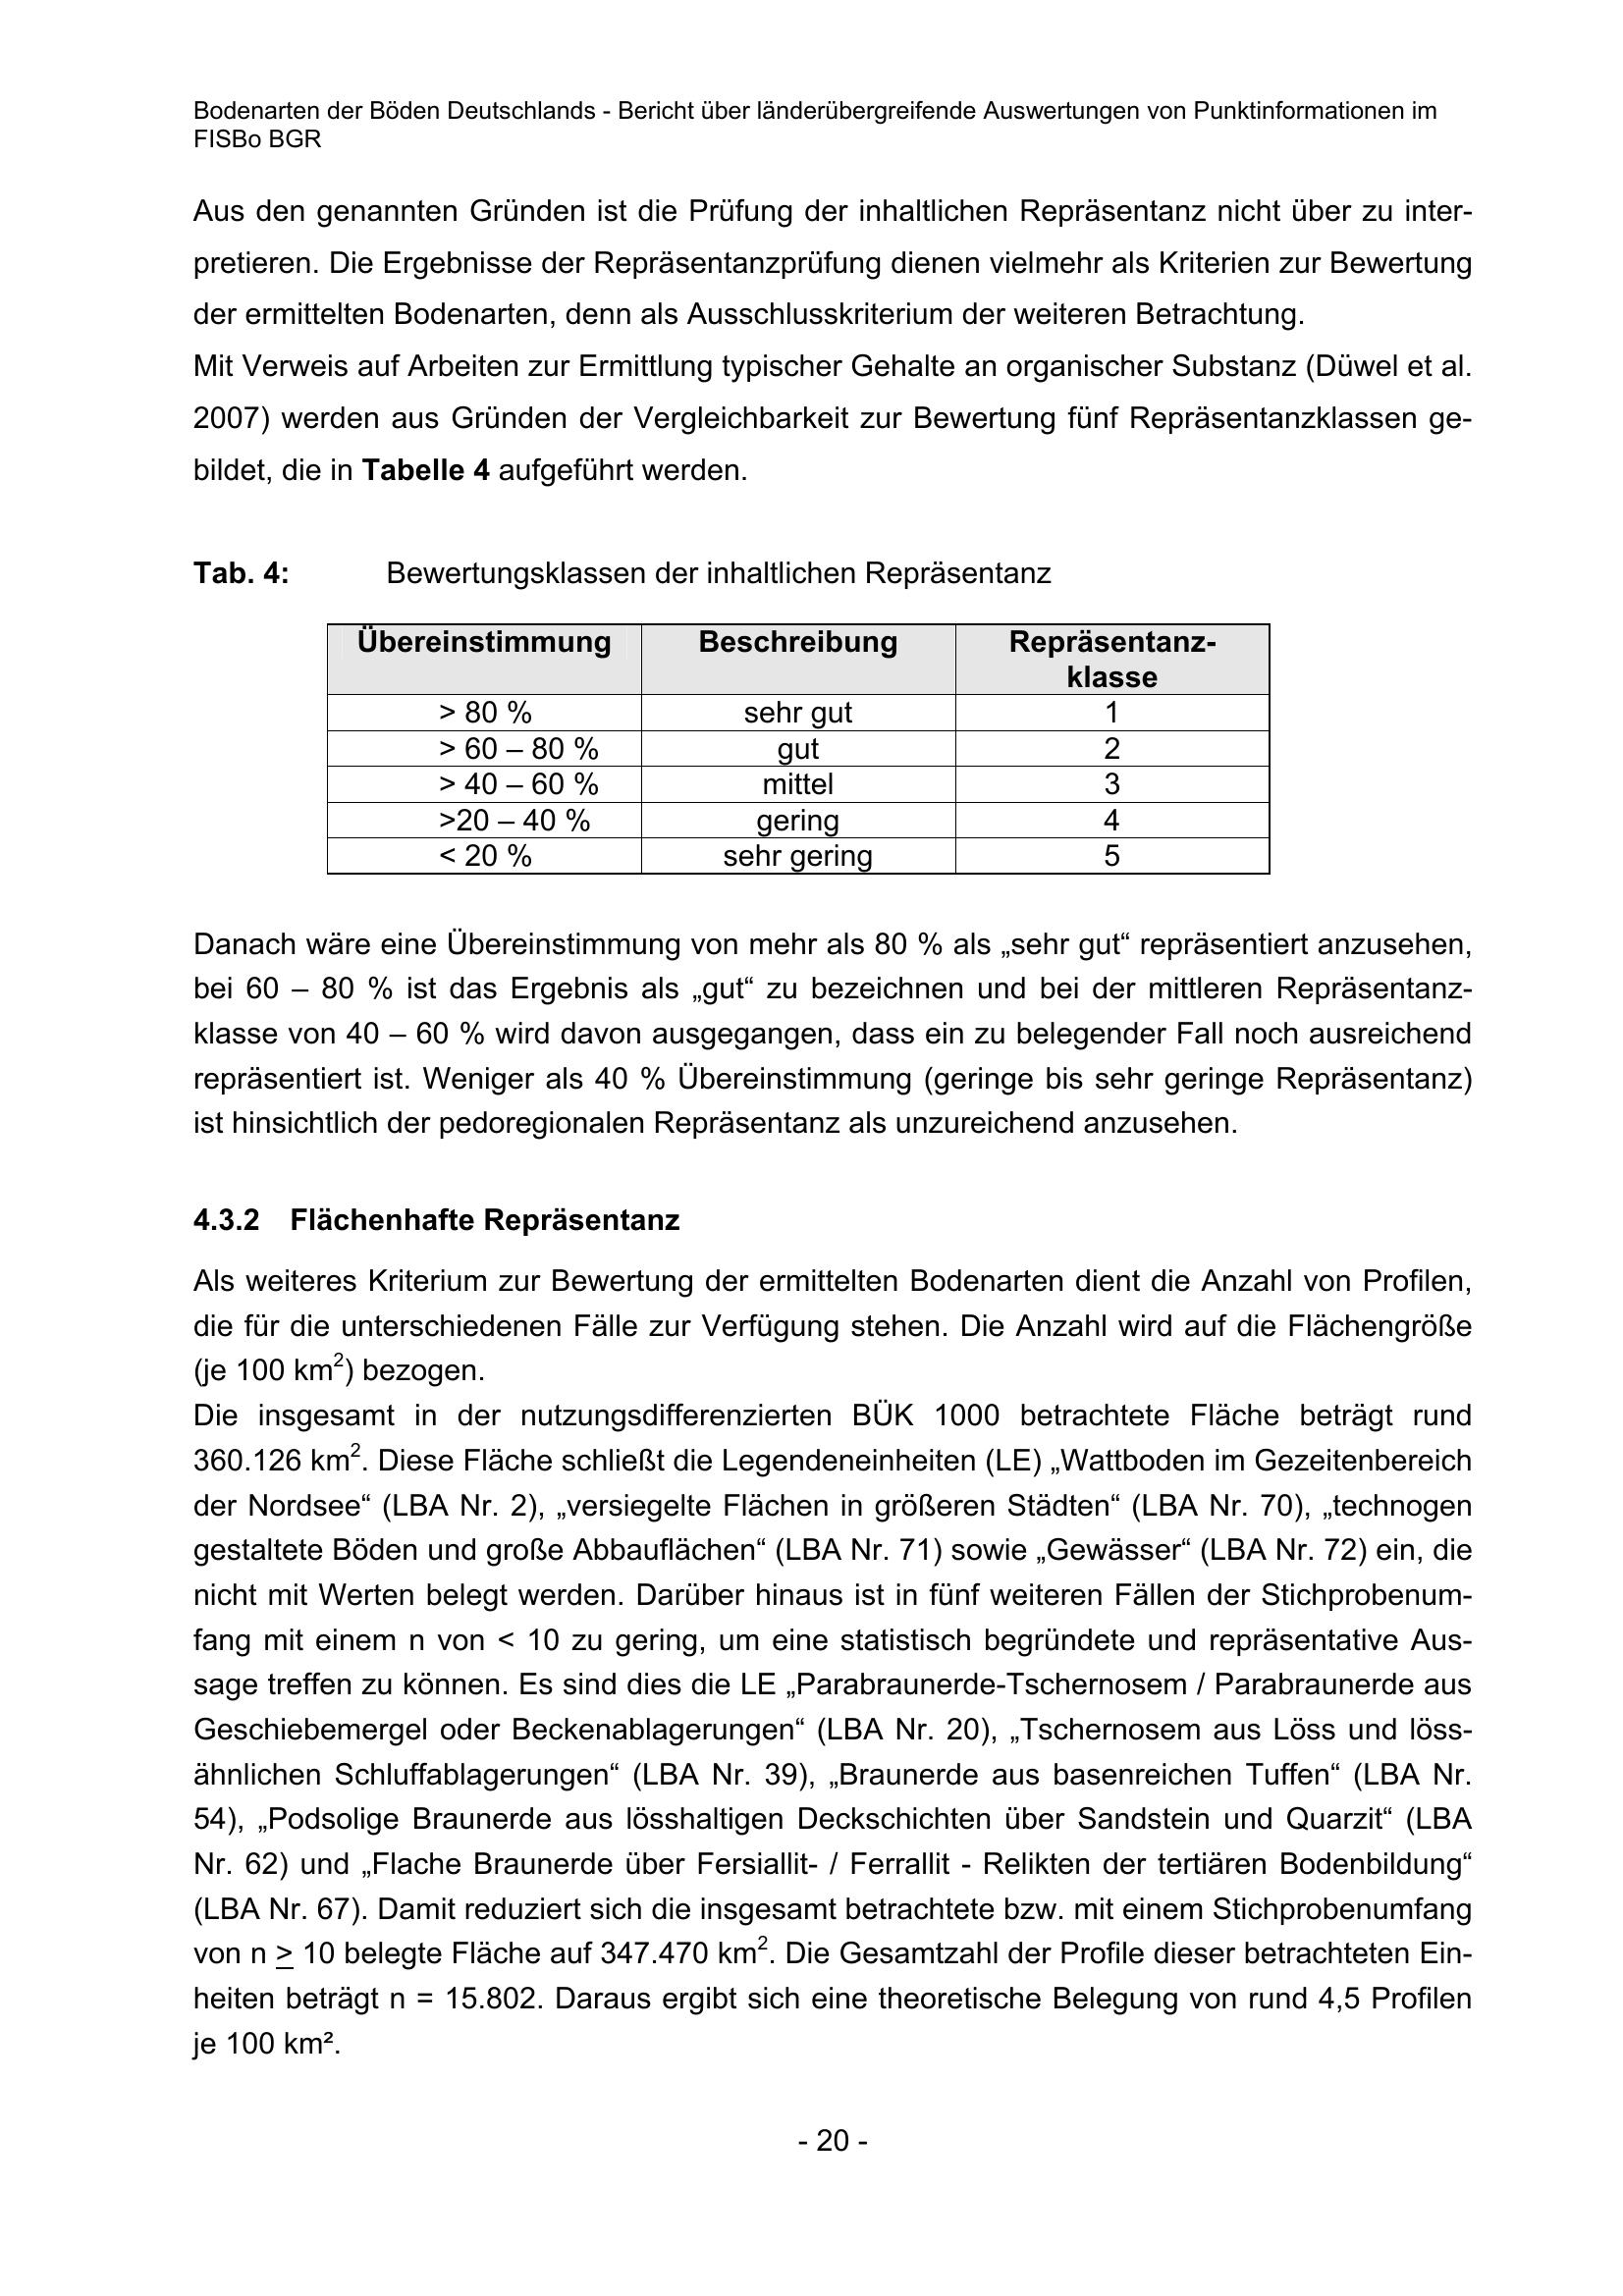 Bodenarten der Böden Deutschlands - Bericht über länderübergreifende Auswertungen von Punktinformationen im
FISBo BGR
Aus den genannten Gründen ist die Prüfung der inhaltlichen Repräsentanz nicht über zu inter-
pretieren. Die Ergebnisse der Repräsentanzprüfung dienen vielmehr als Kriterien zur Bewertung
der ermittelten Bodenarten, denn als Ausschlusskriterium der weiteren Betrachtung.
Mit Verweis auf Arbeiten zur Ermittlung typischer Gehalte an organischer Substanz (Düwel et al.
2007) werden aus Gründen der Vergleichbarkeit zur Bewertung fünf Repräsentanzklassen ge-
bildet, die in Tabelle 4 aufgeführt werden.
Tab. 4: Bewertungsklassen der inhaltlichen Repräsentanz
Übereinstimmung Beschreibung Repräsentanz-
klasse
> 80 % sehr gut 1
> 60 – 80 % gut 2
> 40 – 60 % mittel 3
>20 – 40 % gering 4
< 20 % sehr gering 5
Danach wäre eine Übereinstimmung von mehr als 80 % als „sehr gut“ repräsentiert anzusehen,
bei 60 – 80 % ist das Ergebnis als „gut“ zu bezeichnen und bei der mittleren Repräsentanz-
klasse von 40 – 60 % wird davon ausgegangen, dass ein zu belegender Fall noch ausreichend
repräsentiert ist. Weniger als 40 % Übereinstimmung (geringe bis sehr geringe Repräsentanz)
ist hinsichtlich der pedoregionalen Repräsentanz als unzureichend anzusehen.
4.3.2 Flächenhafte Repräsentanz
Als weiteres Kriterium zur Bewertung der ermittelten Bodenarten dient die Anzahl von Profilen,
die für die unterschiedenen Fälle zur Verfügung stehen. Die Anzahl wird auf die Flächengröße
(je 100 km²) bezogen.
Die insgesamt in der nutzungsdifferenzierten BÜK 1000 betrachtete Fläche beträgt rund
360.126 km². Diese Fläche schließt die Legendeneinheiten (LE) „Wattboden im Gezeitenbereich
der Nordsee“ (LBA Nr. 2), „versiegelte Flächen in größeren Städten“ (LBA Nr. 70), „technogen
gestaltete Böden und große Abbauflächen“ (LBA Nr. 71) sowie „Gewässer“ (LBA Nr. 72) ein, die
nicht mit Werten belegt werden. Darüber hinaus ist in fünf weiteren Fällen der Stichprobenum-
fang mit einem n von < 10 zu gering, um eine statistisch begründete und repräsentative Aus-
sage treffen zu können. Es sind dies die LE „Parabraunerde-Tschernosem / Parabraunerde aus
Geschiebemergel oder Beckenablagerungen“ (LBA Nr. 20), „Tschernosem aus Löss und löss-
ähnlichen Schluffablagerungen“ (LBA Nr. 39), „Braunerde aus basenreichen Tuffen“ (LBA Nr.
54), „Podsolige Braunerde aus lösshaltigen Deckschichten über Sandstein und Quarzit“ (LBA
Nr. 62) und „Flache Braunerde über Fersiallit- / Ferrallit - Relikten der tertiären Bodenbildung“
(LBA Nr. 67). Damit reduziert sich die insgesamt betrachtete bzw. mit einem Stichprobenumfang
von n > 10 belegte Fläche auf 347.470 km². Die Gesamtzahl der Profile dieser betrachteten Ein-
heiten beträgt n = 15.802. Daraus ergibt sich eine theoretische Belegung von rund 4,5 Profilen
je 100 km².
- 20 -